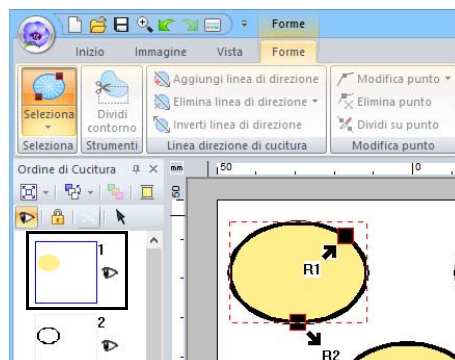 Forme
Inizio Immagine Vista Forme
Seleziona
Dividi
contorno
Aggiungi linea di direzione
Elimina linea di direzione
Inverti linea di direzione
Modifica punto
Elimina punto
Dividi su punto
Seleziona Strumenti Linea direzione di cucitura Modifica punto
Ordine di Cucitura
mm 50 0
50
1
2
R1
R2